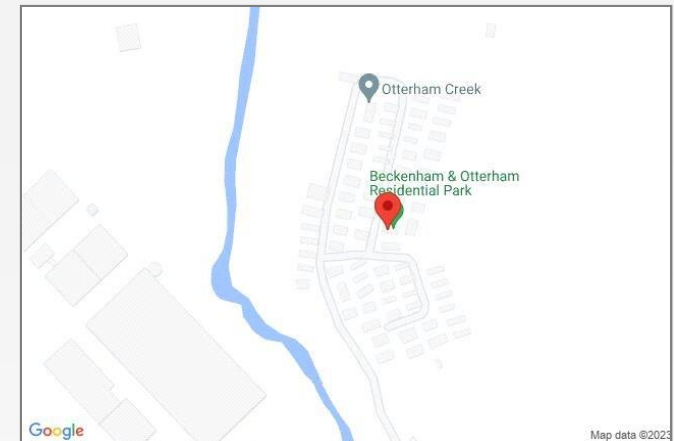 Otterham Creek
Beckenham & Otterham
Residential Park
Google
Map data ©2023